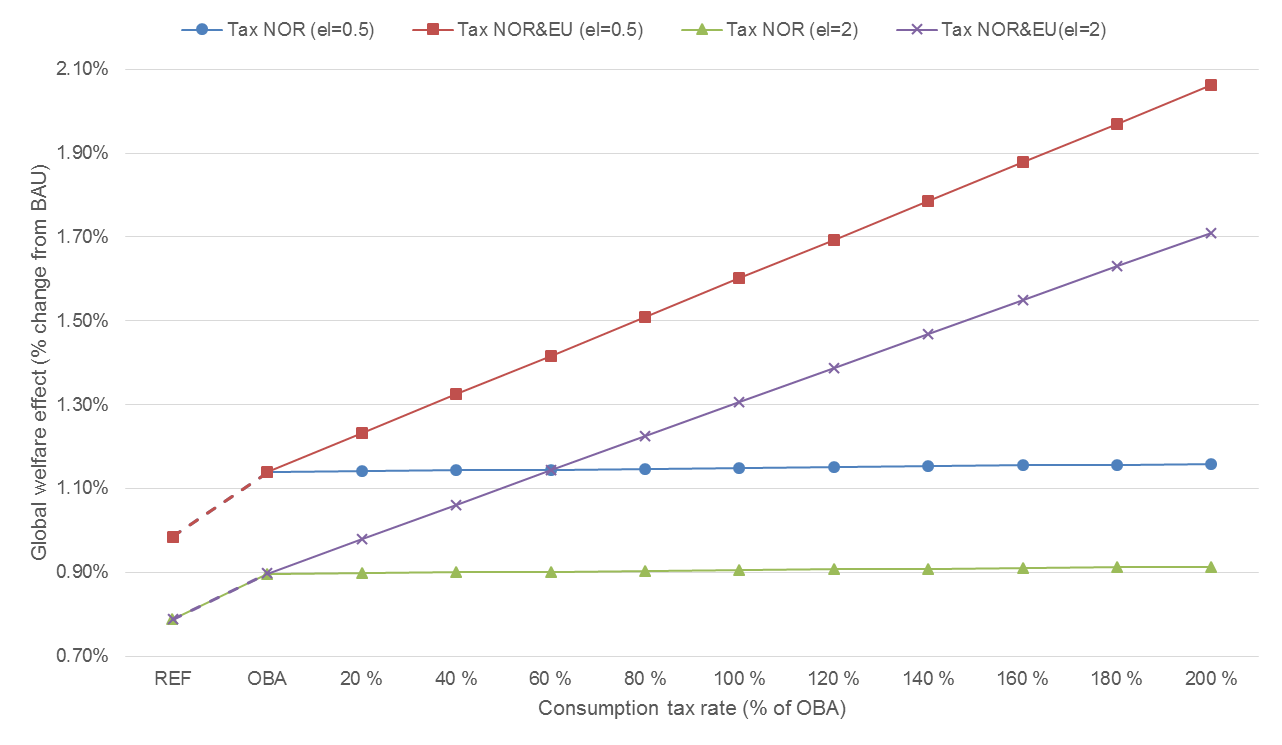 Tax NOR (el=0.5) Tax NOR&EU (el=0.5) Tax NOR (el=2) Tax NOR&EU(el=2)
Global welfare effect (% change from BAU)
2.10%
1.90%
1.70%
1.50%
1.30%
1.10%
0.90%
0.70%
REF OBA 20 % 40 % 60 % 80 % 100 % 120 % 140 % 160 % 180 % 200 %
Consumption tax rate (% of OBA)